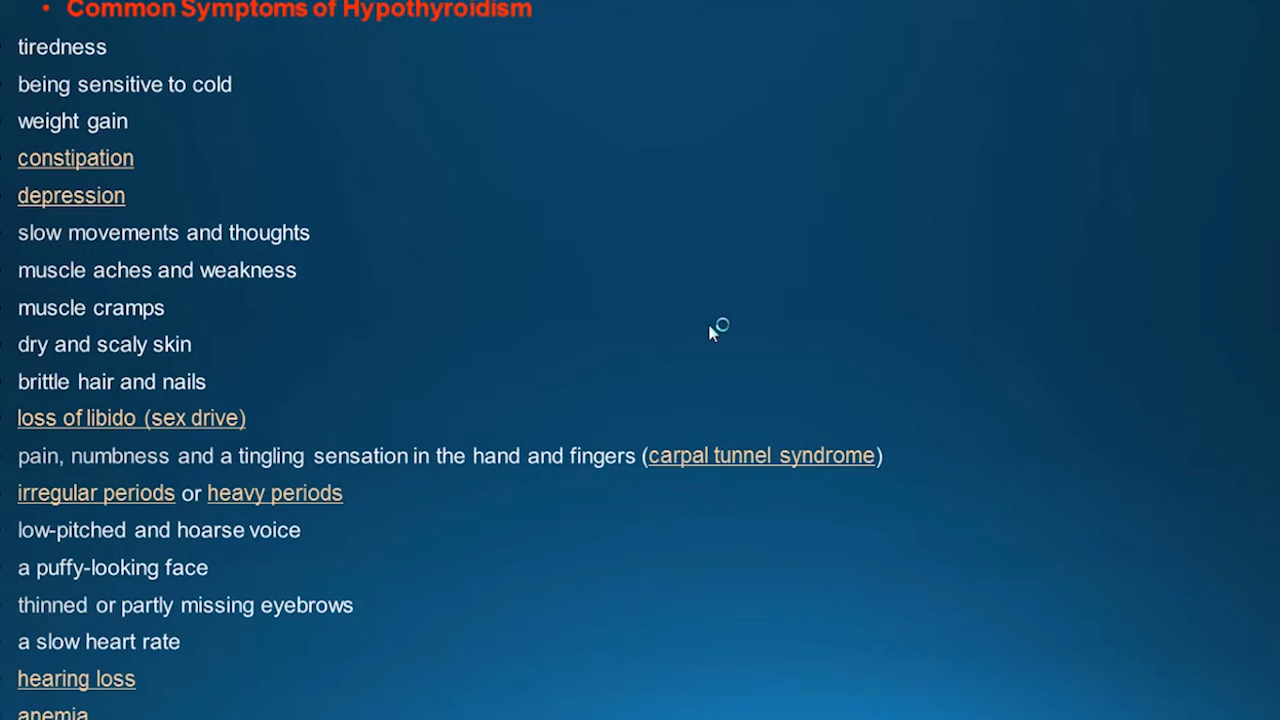 • Common Symptoms of Hypothyroidism
tiredness
being sensitive to cold
weight gain
constipation
depression
slow movements and thoughts
muscle aches and weakness
muscle cramps
dry and scaly skin
brittle hair and nails
loss of libido (sex drive)
pain, numbness and a tingling sensation in the hand and fingers (carpal tunnel syndrome)
irregular periods or heavy periods
low-pitched and hoarse voice
a puffy-looking face
thinned or partly missing eyebrows
a slow heart rate
hearing loss
anemia